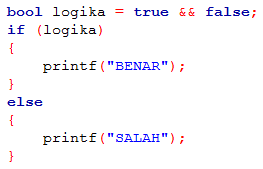 bool logika = true && false;
if (logika)
{
    printf("BENAR");
}
else
{
    printf("SALAH");
}